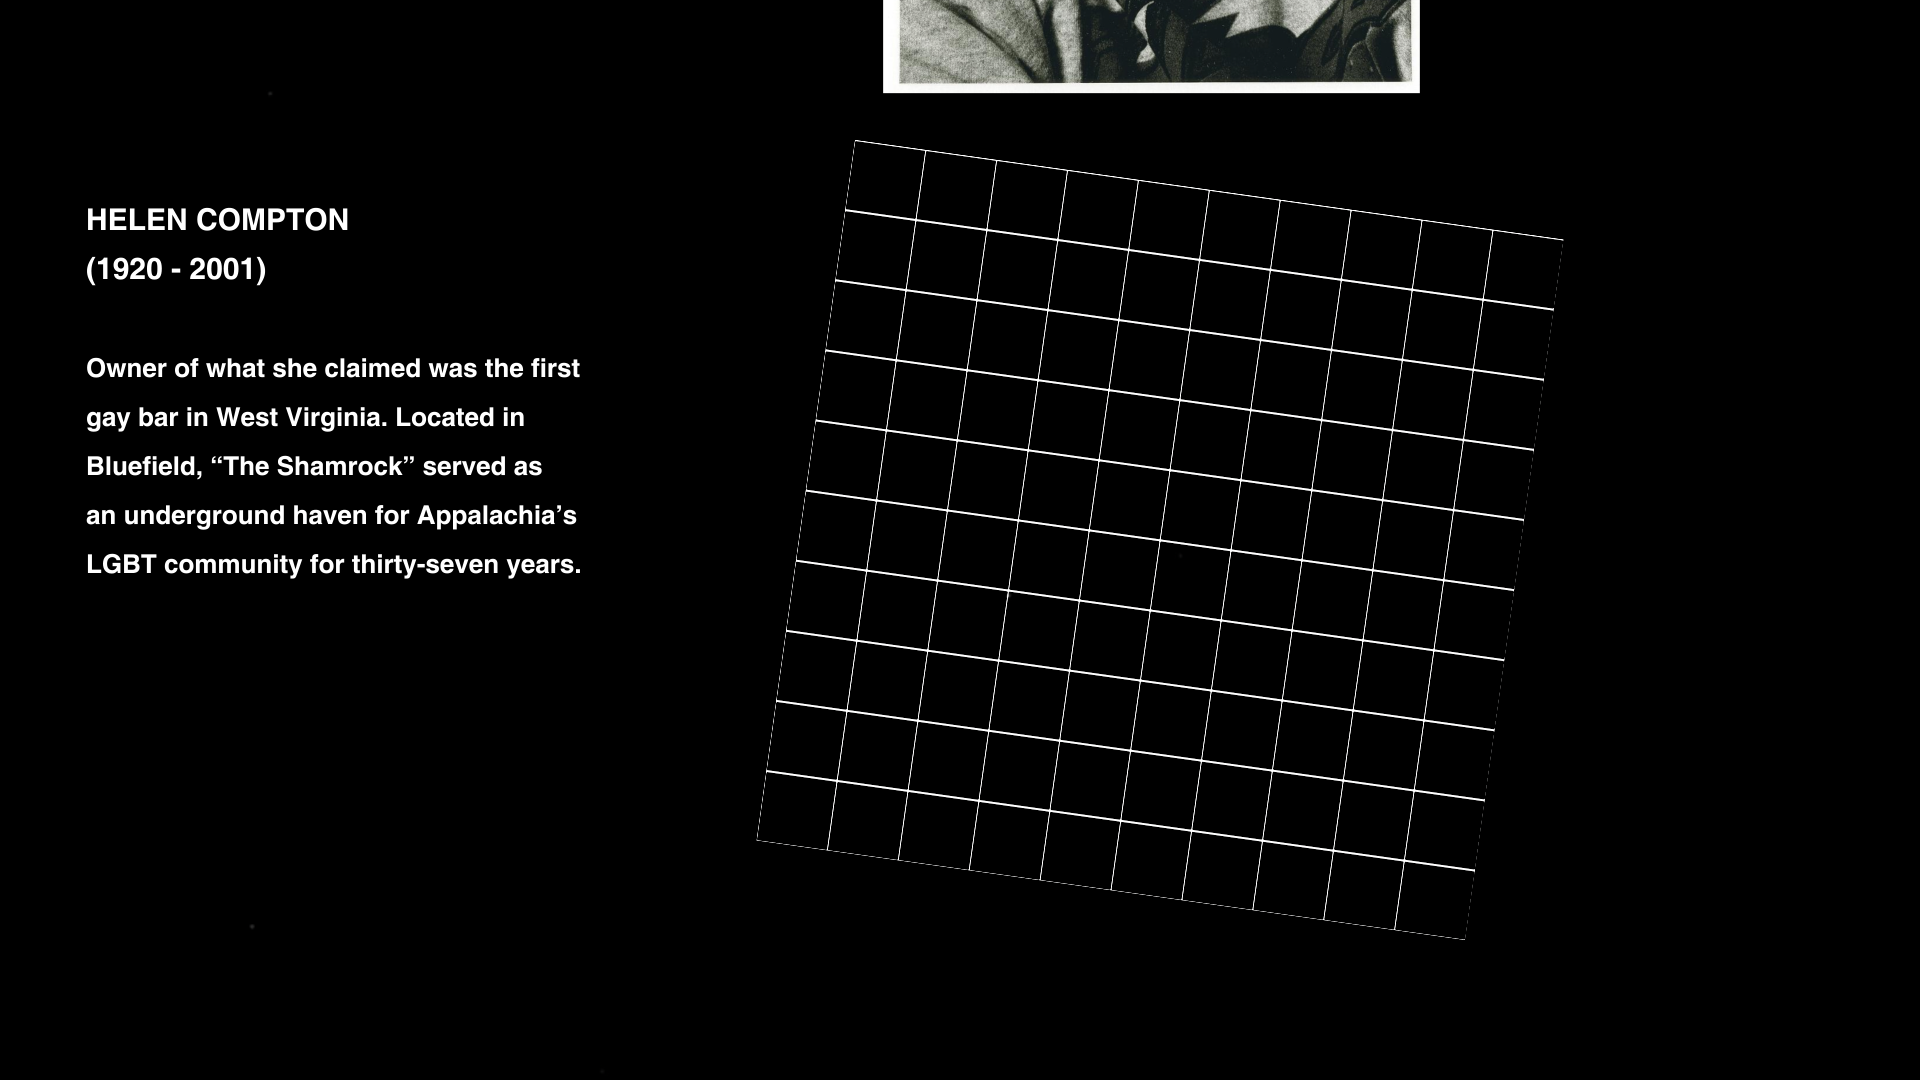 HELEN COMPTON
(1920 - 2001)
Owner of what she claimed was the first
gay bar in West Virginia. Located in
Bluefield, “The Shamrock” served as
an underground haven for Appalachia’s
LGBT community for thirty-seven years.